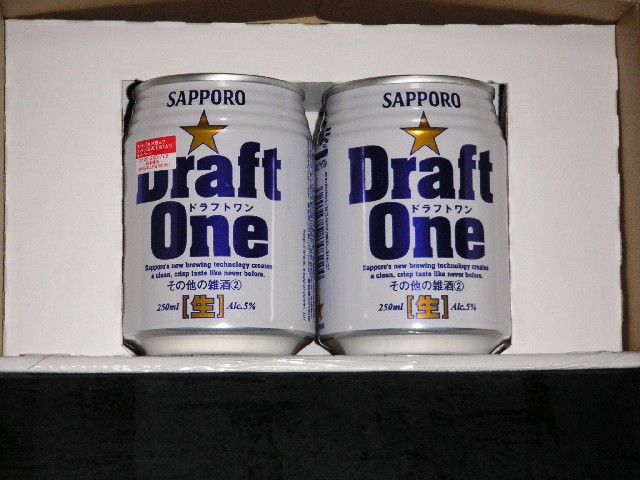 SAPPORO
Draft
ドラフトワン
One
Sapporo's new brewing technology creates
a clean, crisp taste like never before.
その他の雑酒②
250ml [生] Alc.5%
SAPPORO
Draft
ドラフトワン
One
Sapporo's new brewing technology creates
a clean, crisp taste like never before.
その他の雑酒②
250ml [生] Alc.5%